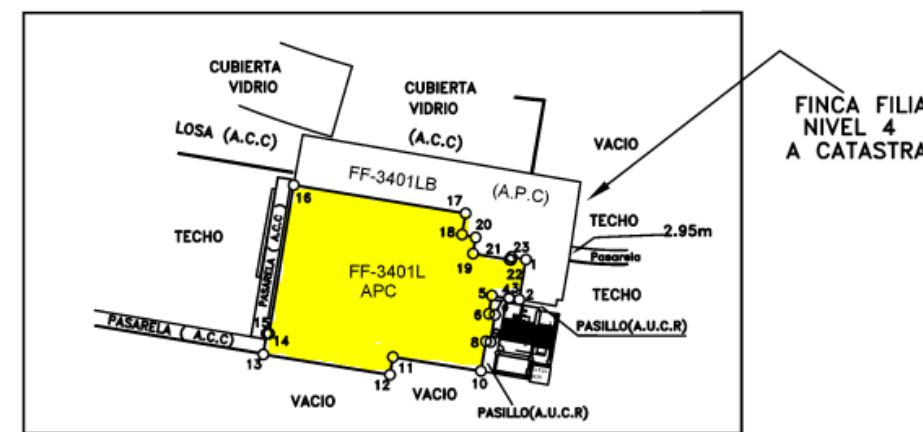 CUBIERTA
VIDRIO
CUBIERTA
VIDRIO
(A.C.C)
LOSA (A.C.C)
VACIO
FINCA FILIA
NIVEL 4
A CATASTRA
FF-3401LB
(A.P.C)
16
17
18
20
19
21
23
22
1
TECHO
2.95m
Pasarela
TECHO
TECHO
PASARELA ( A.C.C )
FF-3401L
APC
5
4
3
2
6
8
PASILLO(A.U.C.R)
PASARELA ( A.C.C )
15
14
13
11
12
10
VACIO
VACIO
PASILLO(A.U.C.R)